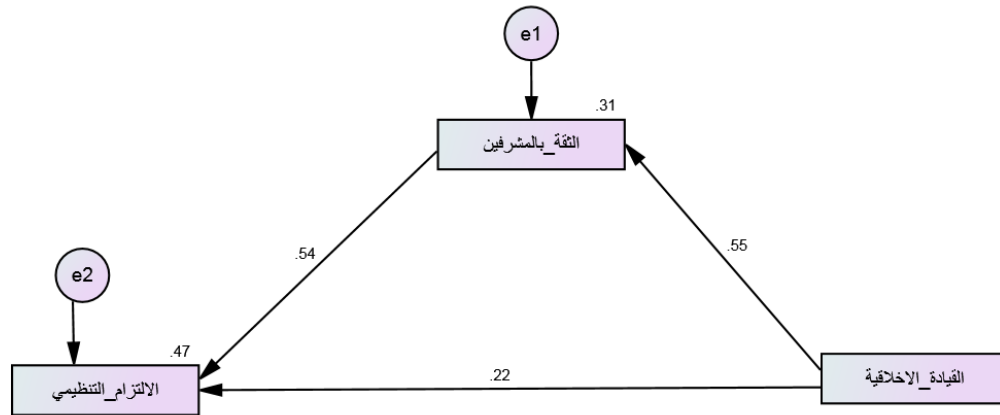 e1
.31
الثقة_بالمشرفين
.54
.55
e2
.47
الالتزام_التنظيمي
.22
القيادة_الاخلاقية